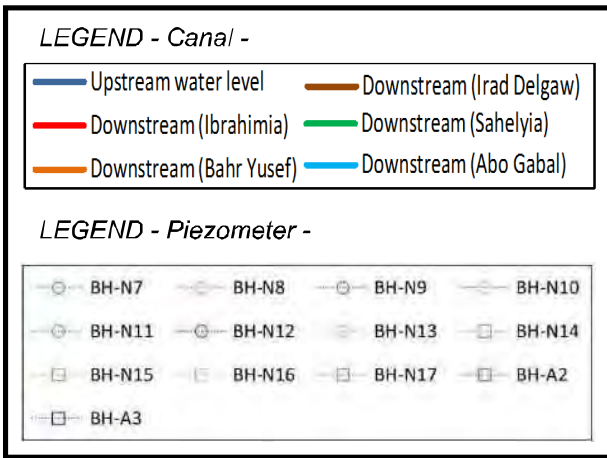 LEGEND - Canal -
Upstream water level Downstream (Irad Delgaw)
Downstream (Ibrahimia) Downstream (Sahelyia)
Downstream (Bahr Yusef) Downstream (Abo Gabal)
LEGEND - Piezometer -
BH-N7 BH-N8 BH-N9 BH-N10
BH-N11 BH-N12 BH-N13 BH-N14
BH-N15 BH-N16 BH-N17 BH-A2
BH-A3